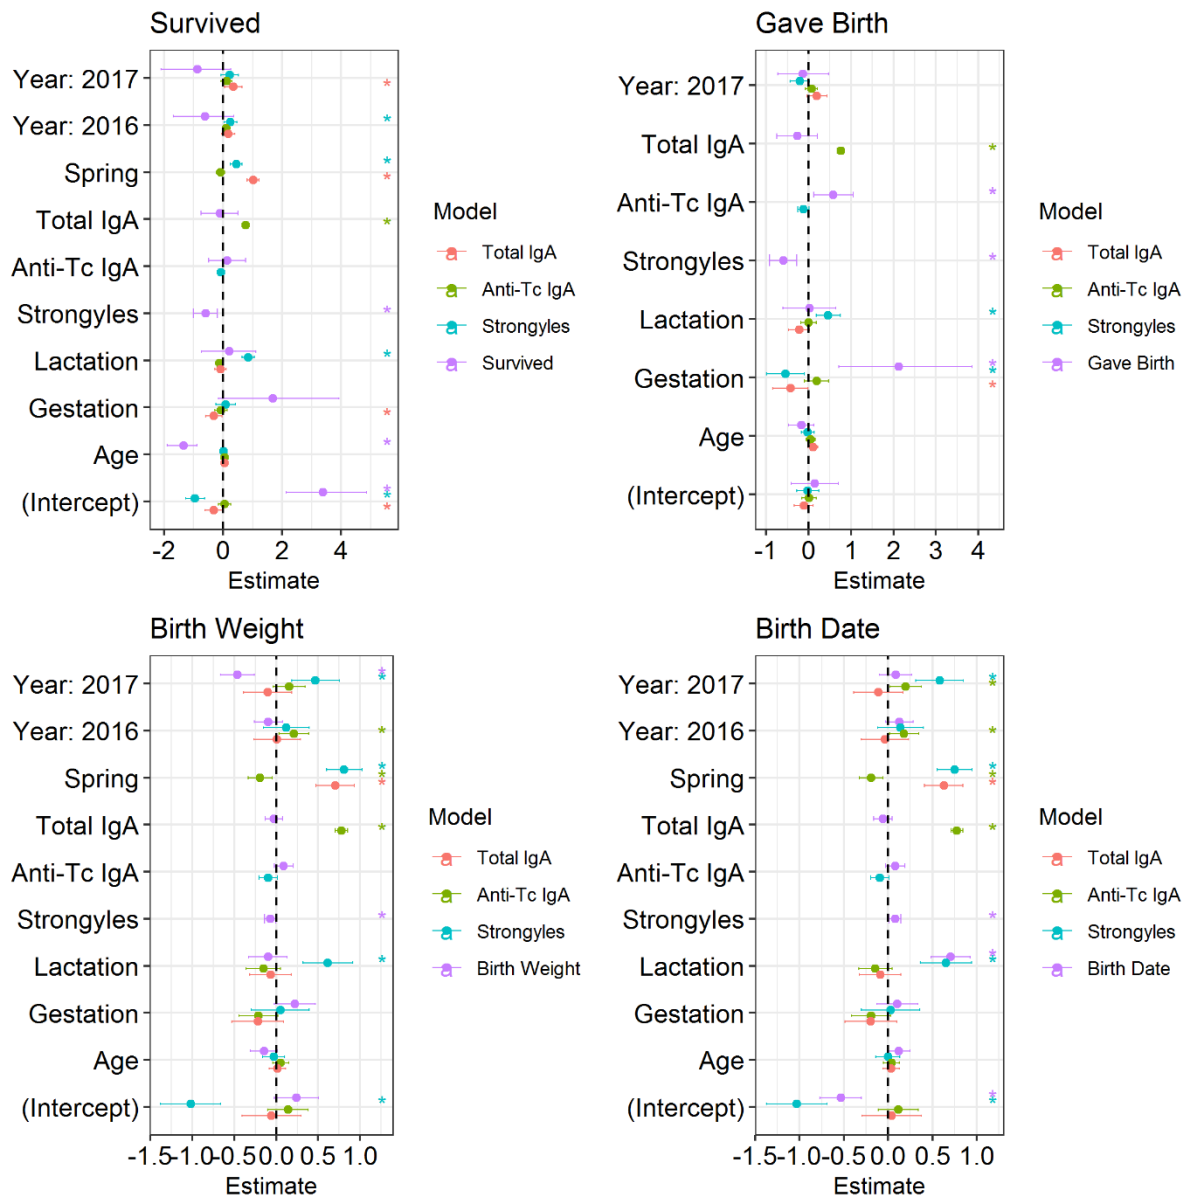 Survived
Year: 2017
Year: 2016
Spring
Total IgA
Anti-Tc IgA
Strongyles
Lactation
Gestation
Age
(Intercept)
* * * * * * * * * * * * *
-2 0 2 4
Estimate
Model
a Total IgA
a Anti-Tc IgA
a Strongyles
a Survived
Gave Birth
Year: 2017
Total IgA
Anti-Tc IgA
Strongyles
Lactation
Gestation
Age
(Intercept)
* * * * * * *
-1 0 1 2 3 4
Estimate
Model
a Total IgA
a Anti-Tc IgA
a Strongyles
a Gave Birth
Birth Weight
Year: 2017
Year: 2016
Spring
Total IgA
Anti-Tc IgA
Strongyles
Lactation
Gestation
Age
(Intercept)
* * * * * * * * * *
-1.5 -1.0 -0.5 0.0 0.5 1.0
Estimate
Model
a Total IgA
a Anti-Tc IgA
a Strongyles
a Birth Weight
Birth Date
Year: 2017
Year: 2016
Spring
Total IgA
Anti-Tc IgA
Strongyles
Lactation
Gestation
Age
(Intercept)
* * * * * * * * * * * *
-1.5 -1.0 -0.5 0.0 0.5 1.0
Estimate
Model
a Total IgA
a Anti-Tc IgA
a Strongyles
a Birth Date